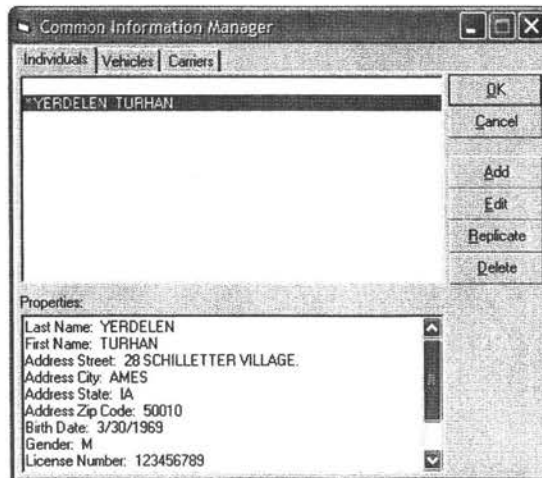 Common Information Manager
Individuals Vehicles Carriers
*YERDELEN TURHAN
OK
Cancel
Add
Edit
Replicate
Delete
Properties:
Last Name: YERDELEN
First Name: TURHAN
Address Street: 28 SCHILLETTER VILLAGE.
Address City: AMES
Address State: IA
Address Zip Code: 50010
Birth Date: 3/30/1969
Gender: M
License Number: 123456789